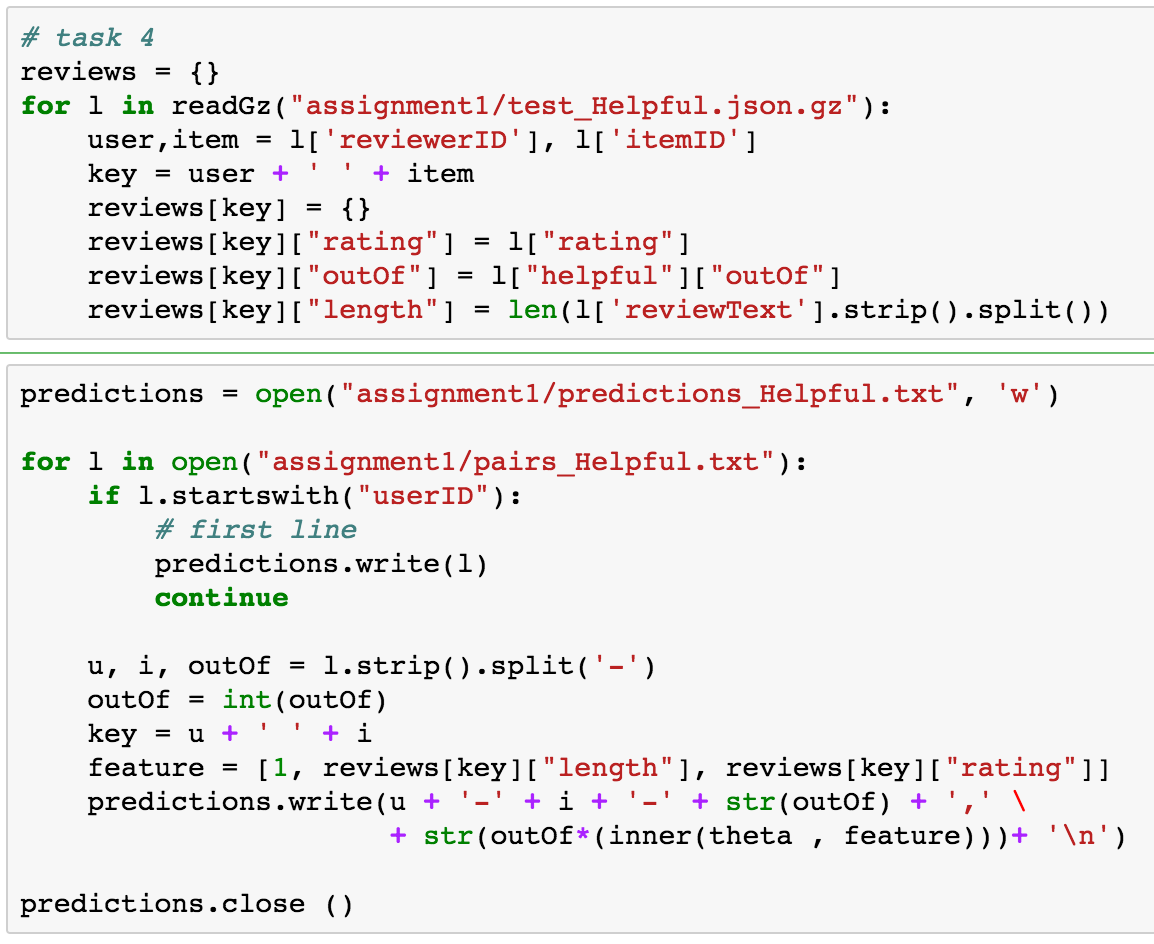 # task 4
reviews = {}
for l in readGz("assignment1/test_Helpful.json.gz"):
    user,item = l['reviewerID'], l['itemID']
    key = user + ' ' + item
    reviews[key] = {}
    reviews[key]["rating"] = l["rating"]
    reviews[key]["outOf"] = l["helpful"]["outOf"]
    reviews[key]["length"] = len(l['reviewText'].strip().split())
predictions = open("assignment1/predictions_Helpful.txt", 'w')
for l in open("assignment1/pairs_Helpful.txt"):
    if l.startswith("userID"):
        # first line
        predictions.write(l)
        continue
    u, i, outOf = l.strip().split('-')
    outOf = int(outOf)
    key = u + ' ' + i
    feature = [1, reviews[key]["length"], reviews[key]["rating"]]
    predictions.write(u + '-' + i + '-' + str(outOf) + ',' \
                      + str(outOf*(inner(theta , feature)))+ '\n')
predictions.close ()